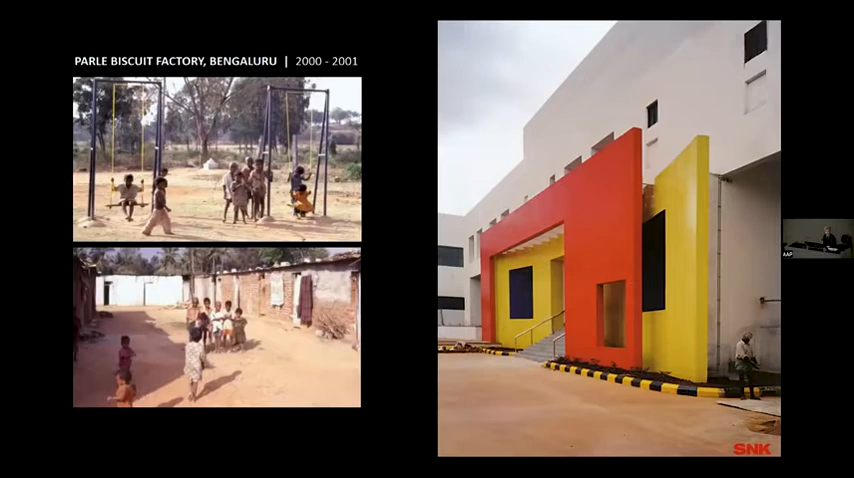 PARLE BISCUIT FACTORY, BENGALURU | 2000 - 2001
AAP
SNK